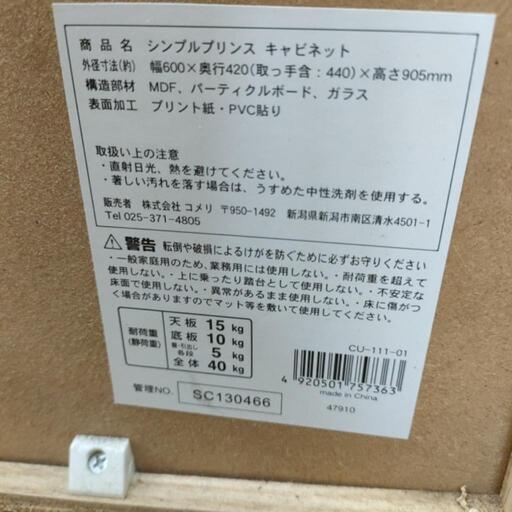 商品名 シンプルプリンス キャビネット
外径寸法(約) 幅600×奥行420(取っ手含:440)×高さ905mm
構造部材 MDF、パーティクルボード、ガラス
表面加工 プリント紙・PVC貼り
取扱い上の注意
・直射日光、熱を避けてください。
・著しい汚れを落す場合は、うすめた中性洗剤を使用する。
販売者 株式会社 コメリ 〒950-1492 新潟県新潟市南区清水4501-1
Tel 025-371-4805
警告 転倒や破損によるけがを防ぐために必ずお守りください
・一般家庭用のため、業務用には使用しない。・耐荷重を超えて
使用しない。・上に乗ったり踏台として使用しない。・不安定な
床面で使用しない。・異常があるまま使用しない。・床に傷がつ
く場合がありますのでマット等を敷いて使用してください。
耐荷重(静荷重)
天板 15kg
底板 10kg
棚・引出し各段 5kg
全体 40kg
CU-111-01
4920501757363
made in China
47910
管理NO. SC130466